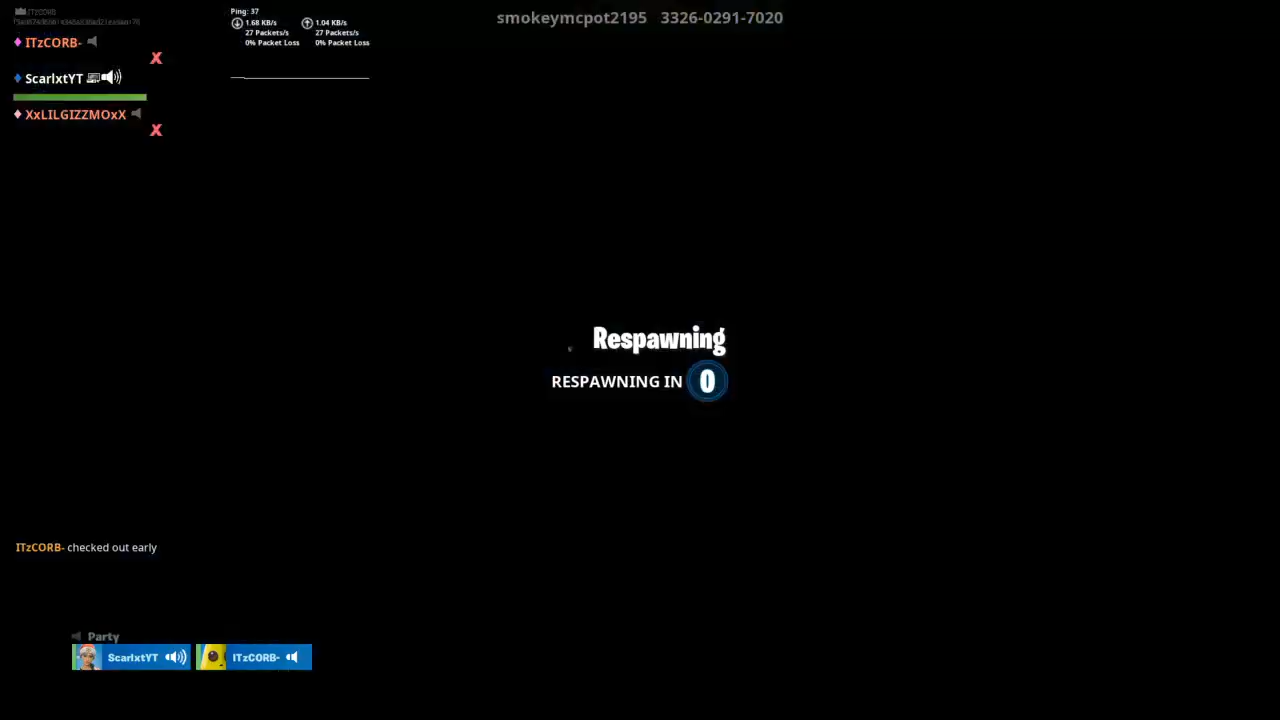 ITzCORB
ITzCORB-
X
ScarlxtYT
XxLILGIZZMOxX
X
Ping: 37
1.68 KB/s 1.04 KB/s
27 Packets/s 27 Packets/s
0% Packet Loss 0% Packet Loss
smokeymcpot2195 3326-0291-7020
Respawning
RESPAWNING IN 0
ITzCORB- checked out early
Party
ScarlxtYT ITzCORB-